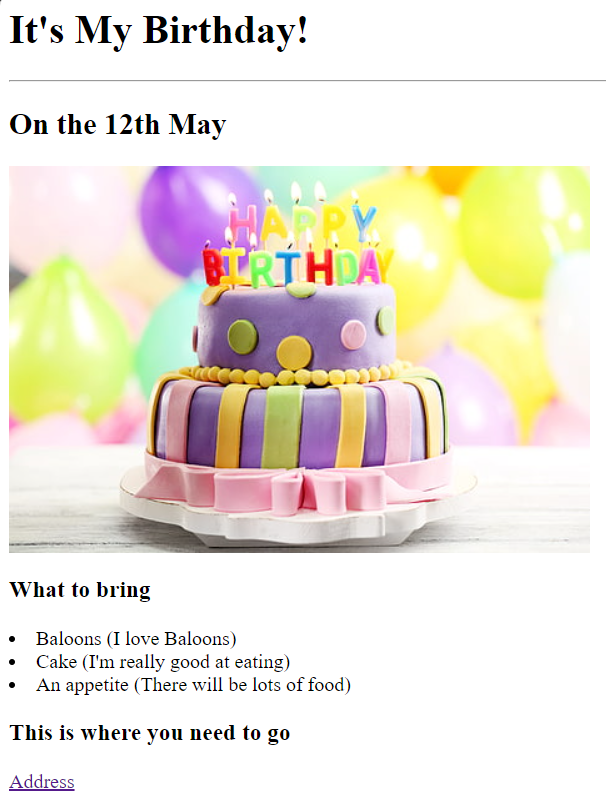 It's My Birthday!
On the 12th May
HAPPY
BIRTHDAY
What to bring
Baloons (I love Baloons)
Cake (I'm really good at eating)
An appetite (There will be lots of food)
This is where you need to go
Address